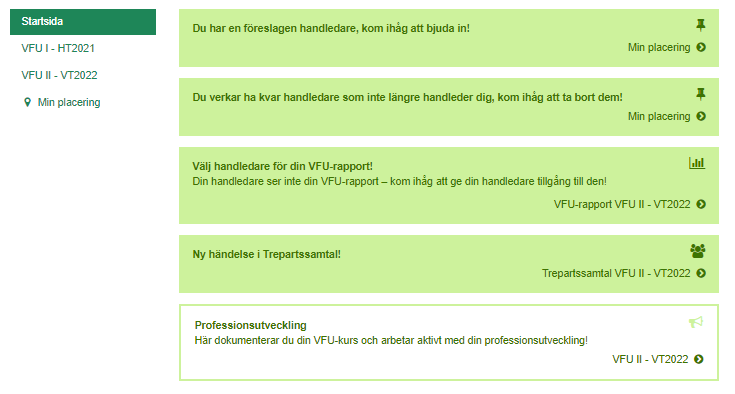 Startsida
VFU I - HT2021
VFU II - VT2022
Min placering
Du har en föreslagen handledare, kom ihåg att bjuda in!
Min placering
Du verkar ha kvar handledare som inte längre handleder dig, kom ihåg att ta bort dem!
Min placering
Välj handledare för din VFU-rapport!
Din handledare ser inte din VFU-rapport – kom ihåg att ge din handledare tillgång till den!
VFU-rapport VFU II - VT2022
Ny händelse i Trepartssamtal!
Trepartssamtal VFU II - VT2022
Professionsutveckling
Här dokumenterar du din VFU-kurs och arbetar aktivt med din professionsutveckling!
VFU II - VT2022